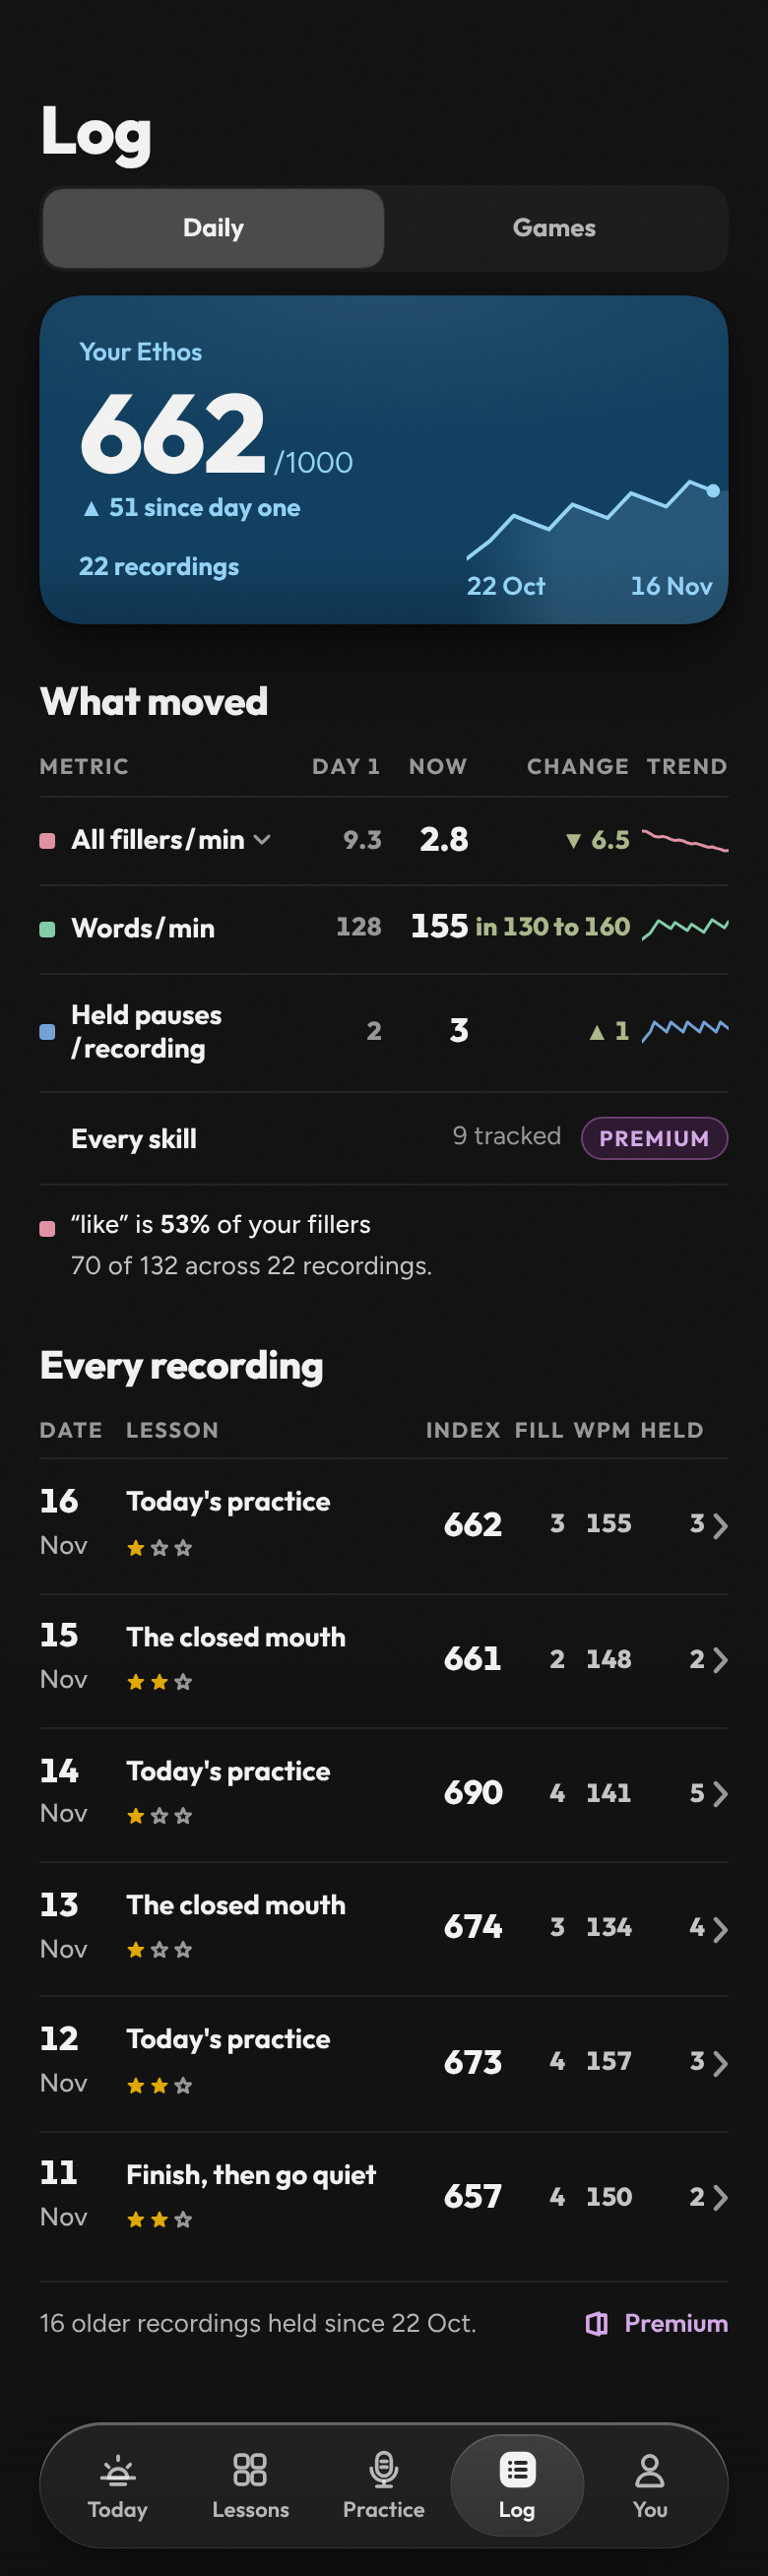 Log
Daily
Games
Your Ethos
662 /1000
▲ 51 since day one
22 recordings
22 Oct
16 Nov
What moved
METRIC DAY 1 NOW CHANGE TREND
All fillers/min 9.3 2.8 ▼ 6.5
Words/min 128 155 in 130 to 160
Held pauses
/recording 2 3 ▲ 1
Every skill 9 tracked PREMIUM
“like” is 53% of your fillers
70 of 132 across 22 recordings.
Every recording
DATE LESSON INDEX FILL WPM HELD
16 Today's practice
Nov
662 3 155 3
15 The closed mouth
Nov
661 2 148 2
14 Today's practice
Nov
690 4 141 5
13 The closed mouth
Nov
674 3 134 4
12 Today's practice
Nov
673 4 157 3
11 Finish, then go quiet
Nov
657 4 150 2
16 older recordings held since 22 Oct. Premium
Today Lessons Practice Log You